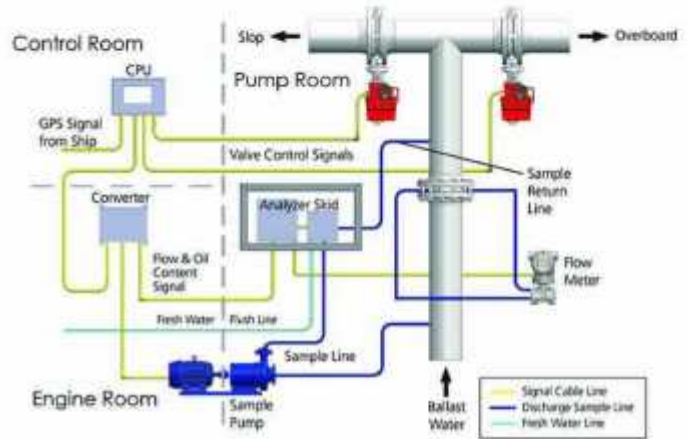 Control Room
CPU
GPS Signal
from Ship
Slop
Overboard
Pump Room
Valve Control Signals
Sample
Return
Line
Converter
Analyzer Skid
Flow & Oil
Content
Signal
Flow
Meter
Fresh Water Flush Line
Sample Line
Engine Room
Sample
Pump
Ballast
Water
Signal Cable Line
Discharge Sample Line
Fresh Water Line